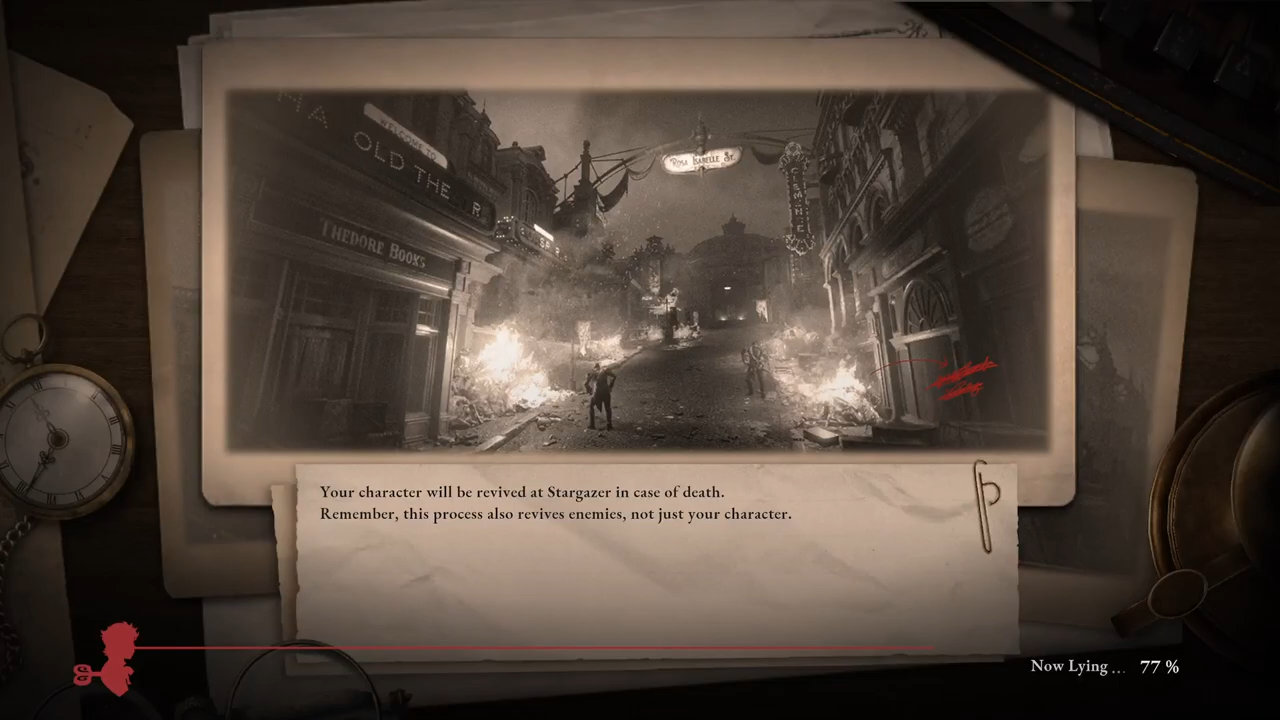 WELCOME TO
OLD THE R
THEDORE BOOKS
ROSA ISABELLE St.
Your character will be revived at Stargazer in case of death.
Remember, this process also revives enemies, not just your character.
Now Lying... 77 %